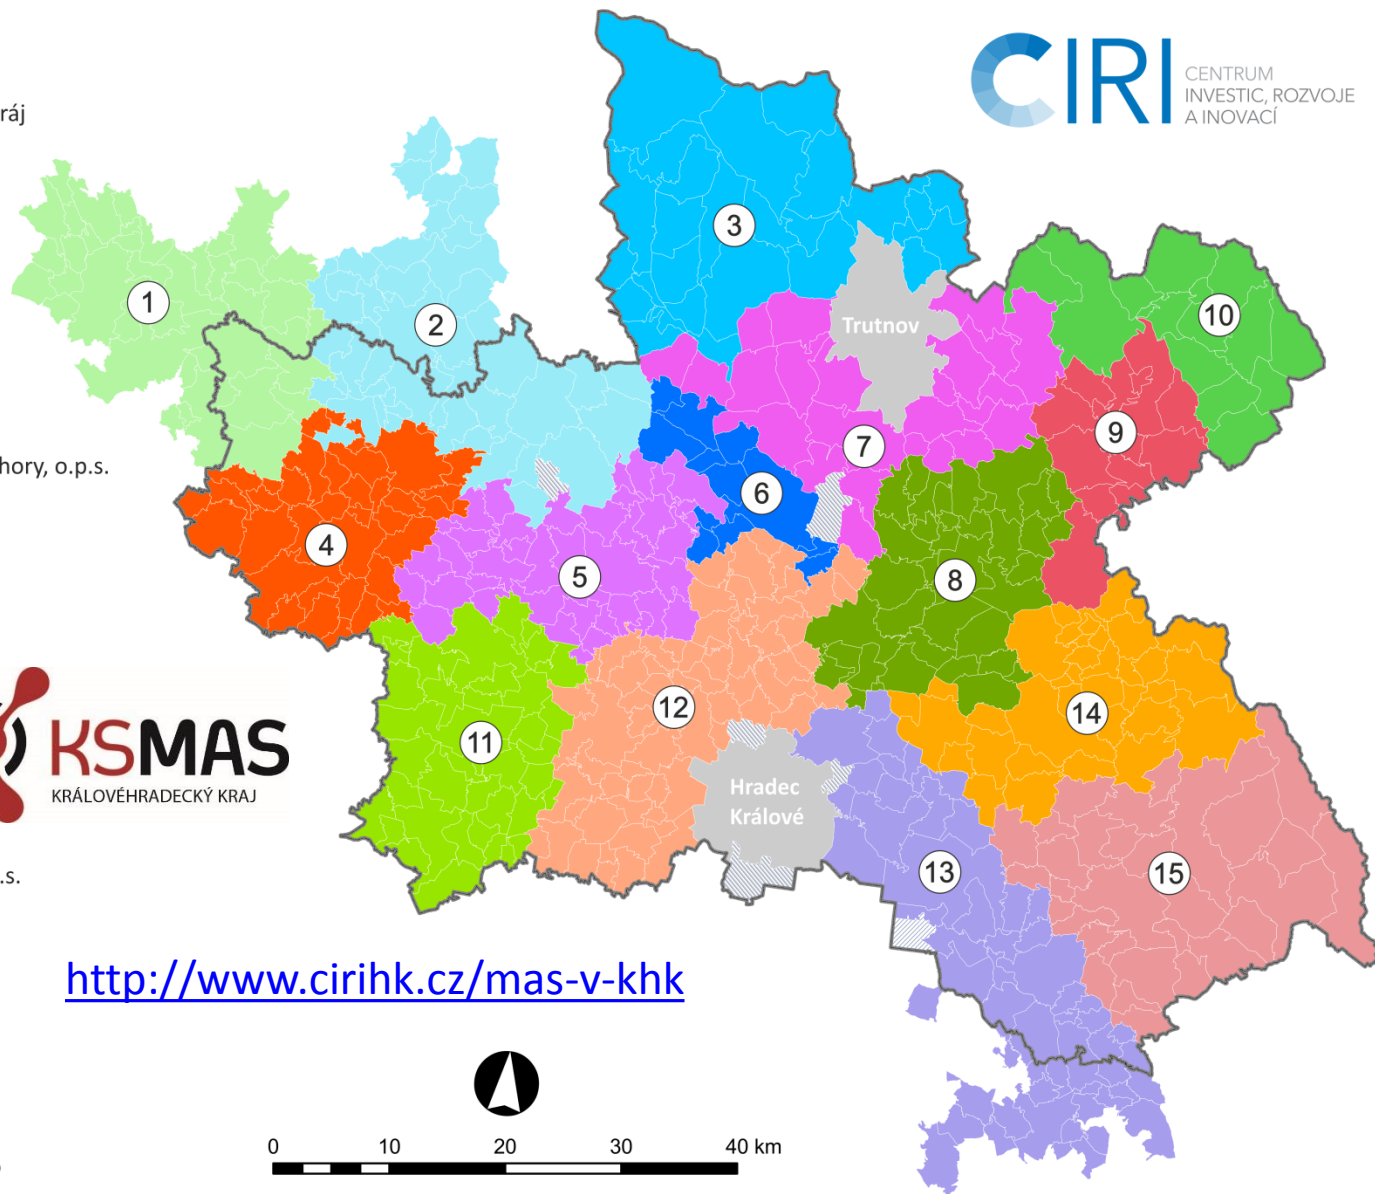 CIRI
CENTRUM
INVESTIC, ROZVOJE
A INOVACÍ
ráj
3
1
10
2
Trutnov
9
7
hory, o.p.s.
6
4
5
8
12
14
11
KSMAS
KRÁLOVÉHRADECKÝ KRAJ
Hradec
Králové
13
15
.s.
http://www.cirihk.cz/mas-v-khk
0 10 20 30 40 km